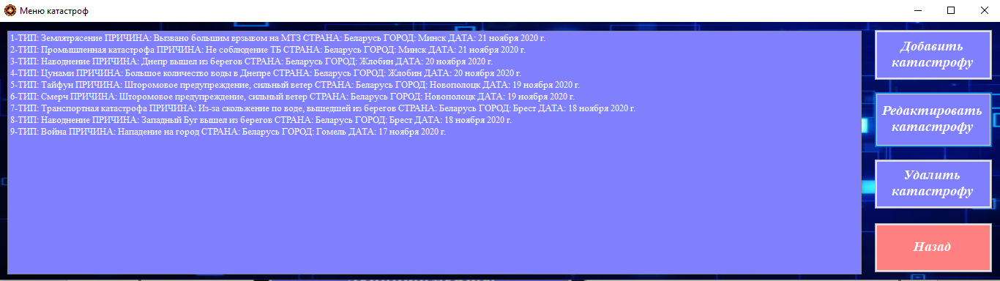 Меню катастроф
1-ТИП: Землятрясение ПРИЧИНА: Вызвано большим врзывом на МТЗ СТРАНА: Беларусь ГОРОД: Минск ДАТА: 21 ноября 2020 г.
2-ТИП: Промышленная катастрофа ПРИЧИНА: Не соблюдение ТБ СТРАНА: Беларусь ГОРОД: Минск ДАТА: 21 ноября 2020 г.
3-ТИП: Наводнение ПРИЧИНА: Днепр вышел из берегов СТРАНА: Беларусь ГОРОД: Жлобин ДАТА: 20 ноября 2020 г.
4-ТИП: Цунами ПРИЧИНА: Большое количество воды в Днепре СТРАНА: Беларусь ГОРОД: Жлобин ДАТА: 20 ноября 2020 г.
5-ТИП: Тайфун ПРИЧИНА: Шторомовое предупреждение, сильный ветер СТРАНА: Беларусь ГОРОД: Новополоцк ДАТА: 19 ноября 2020 г.
6-ТИП: Смерч ПРИЧИНА: Шторомовое предупреждение, сильный ветер СТРАНА: Беларусь ГОРОД: Новополоцк ДАТА: 19 ноября 2020 г.
7-ТИП: Транспортная катастрофа ПРИЧИНА: Из-за скольжение по воде, вышедшей из берегов СТРАНА: Беларусь ГОРОД: Брест ДАТА: 18 ноября 2020 г.
8-ТИП: Наводнение ПРИЧИНА: Западный Буг вышел из берегов СТРАНА: Беларусь ГОРОД: Брест ДАТА: 18 ноября 2020 г.
9-ТИП: Война ПРИЧИНА: Нападение на город СТРАНА: Беларусь ГОРОД: Гомель ДАТА: 17 ноября 2020 г.
Добавить
катастрофу
Редактировать
катастрофу
Удалить
катастрофу
Назад